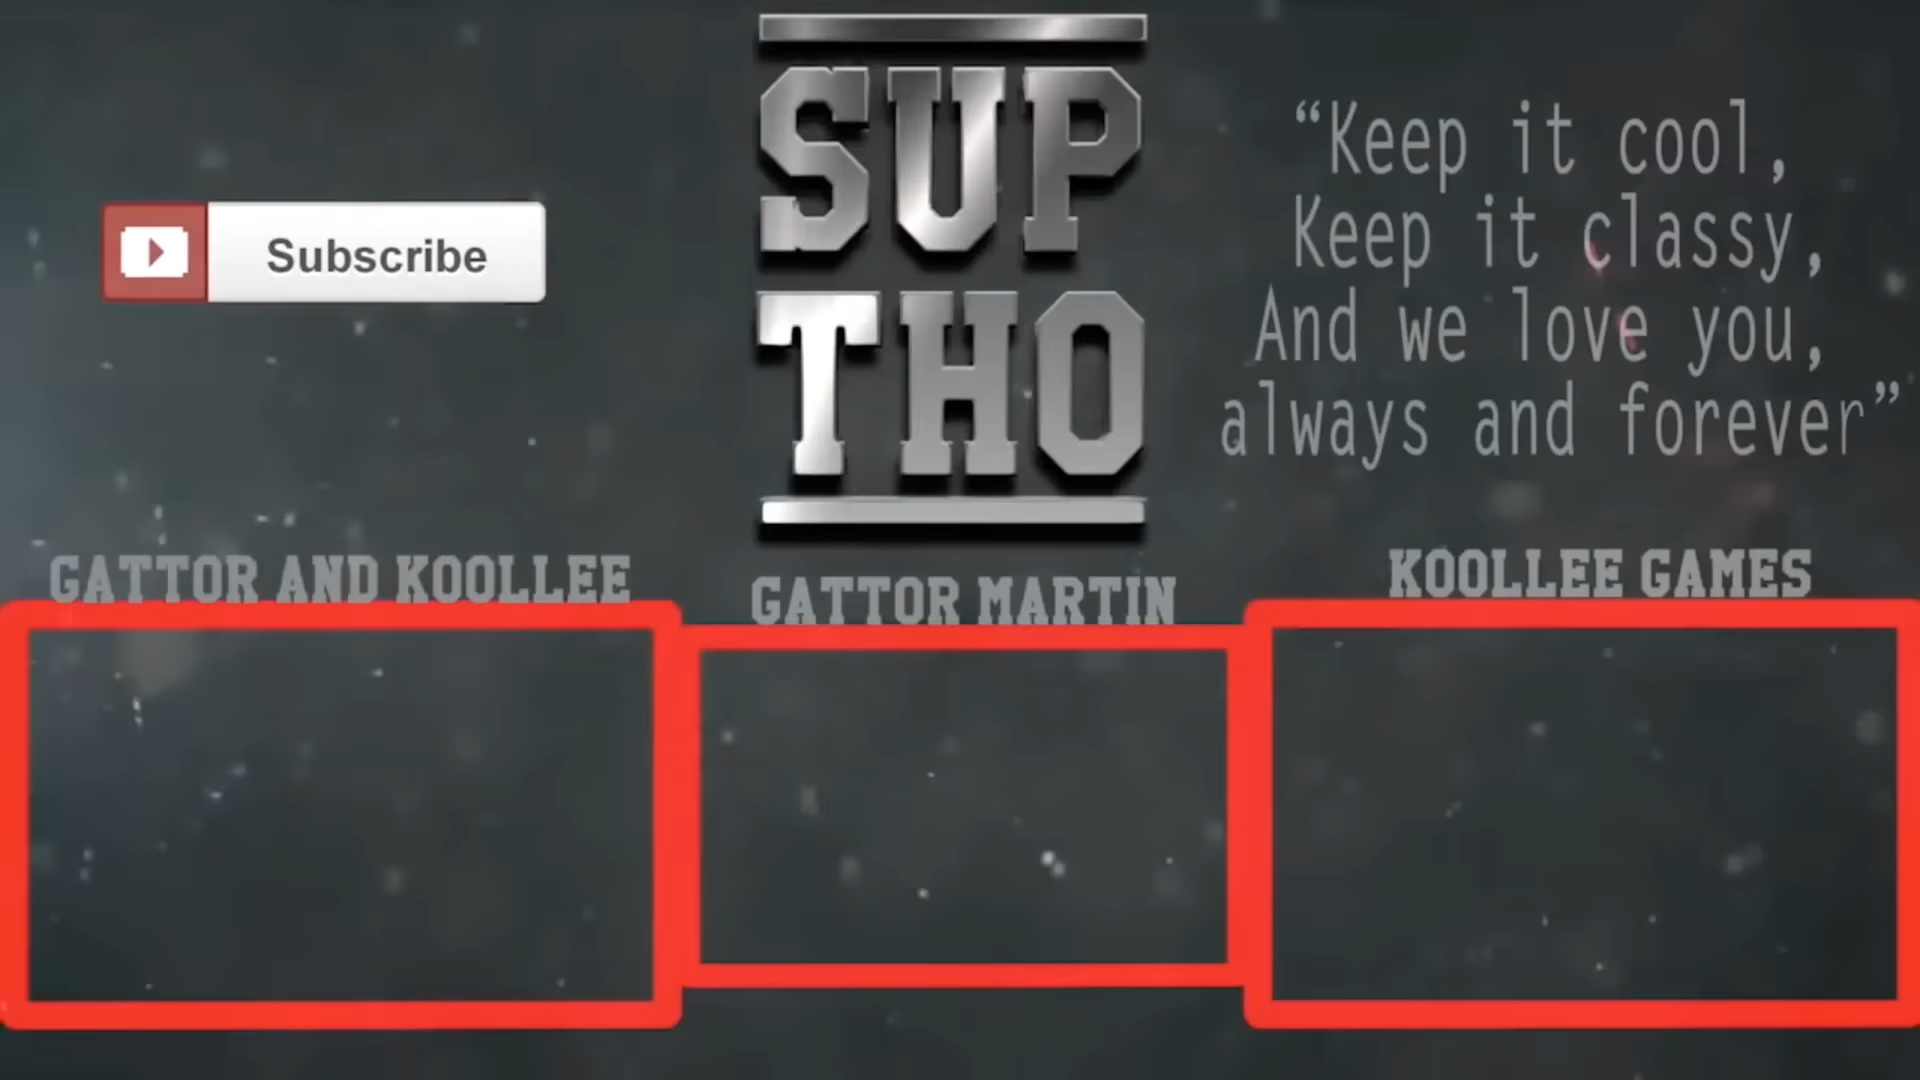 SUP
THO
Subscribe
“Keep it cool,
Keep it classy,
And we love you,
always and forever”
GATTOR AND KOOLLEE
GATTOR MARTIN
KOOLLEE GAMES